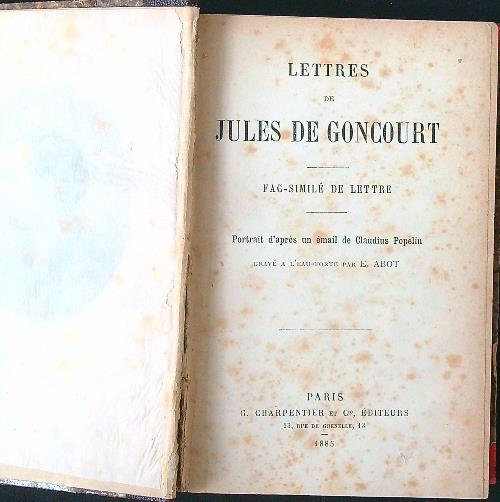 LETTRES
DE
JULES DE GONCOURT
FAC-SIMILÉ DE LETTRE
Portrait d'après un émail de Claudius Popelin
GRAVÉ A L'EAU-FORTE PAR E. ABOT
PARIS
G. CHARPENTIER ET Cie, ÉDITEURS
13, RUE DE GRENELLE, 13
1885